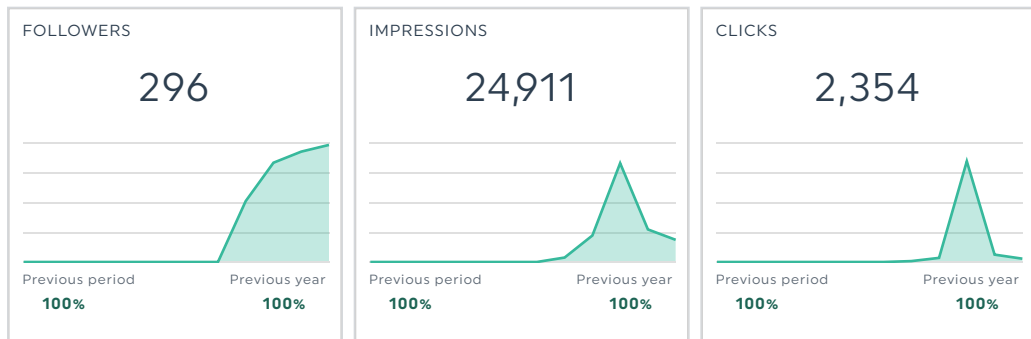 FOLLOWERS
296
Previous period
Previous year
100%
100%
IMPRESSIONS
24,911
Previous period
Previous year
100%
100%
CLICKS
2,354
Previous period
Previous year
100%
100%